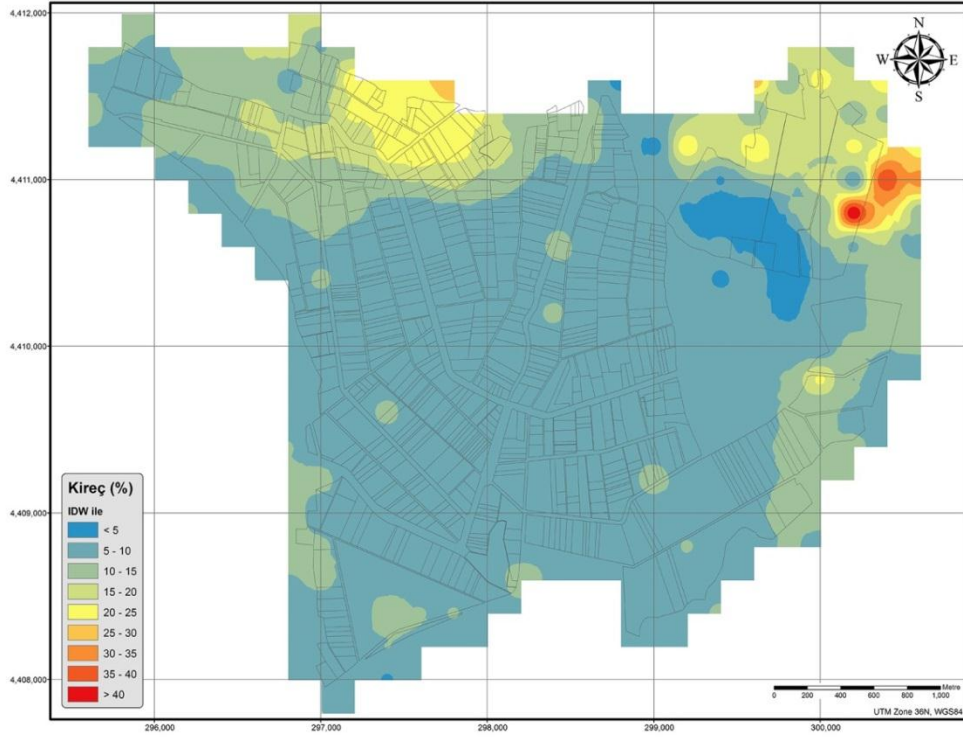 4,412,000
N
W E
S
4,411,000
4,410,000
4,409,000
4,408,000
Kireç (%)
IDW ile
< 5
5 - 10
10 - 15
15 - 20
20 - 25
25 - 30
30 - 35
35 - 40
> 40
Metre
0 200 400 600 800 1,000
UTM Zone 36N, WGS84
296,000 297,000 298,000 299,000 300,000